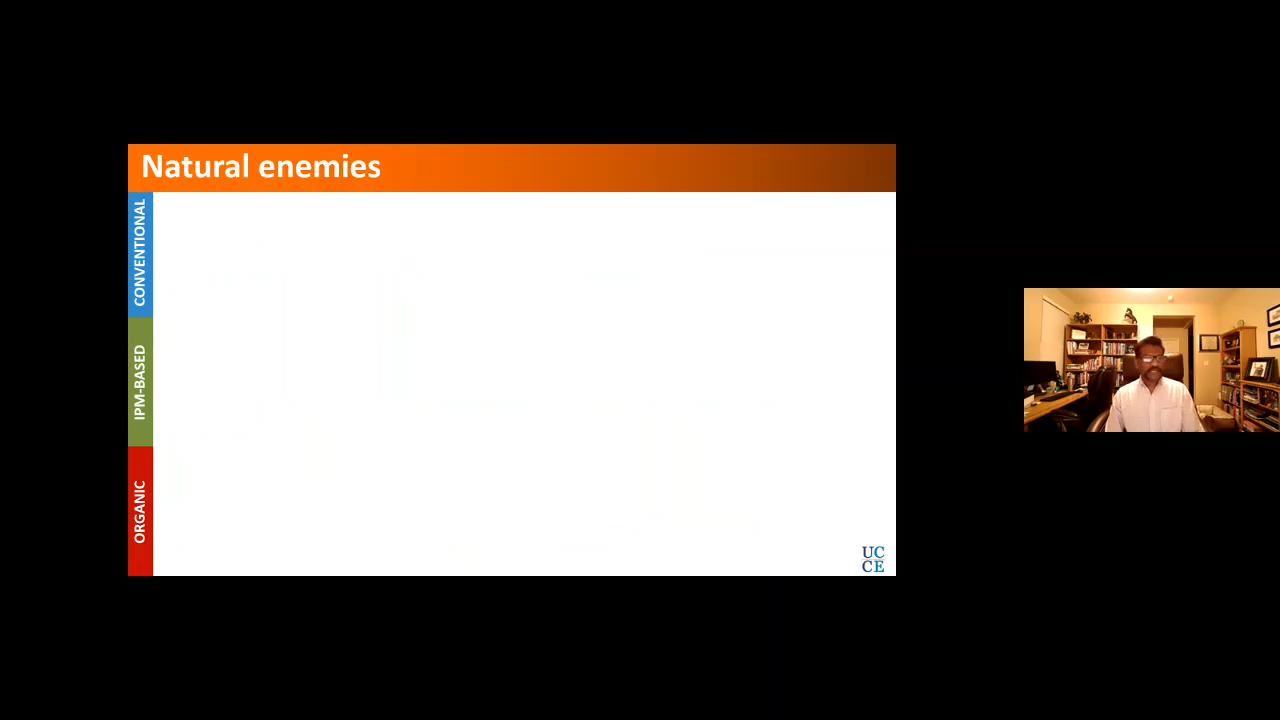 Natural enemies
CONVENTIONAL
IPM-BASED
ORGANIC
UC
CE